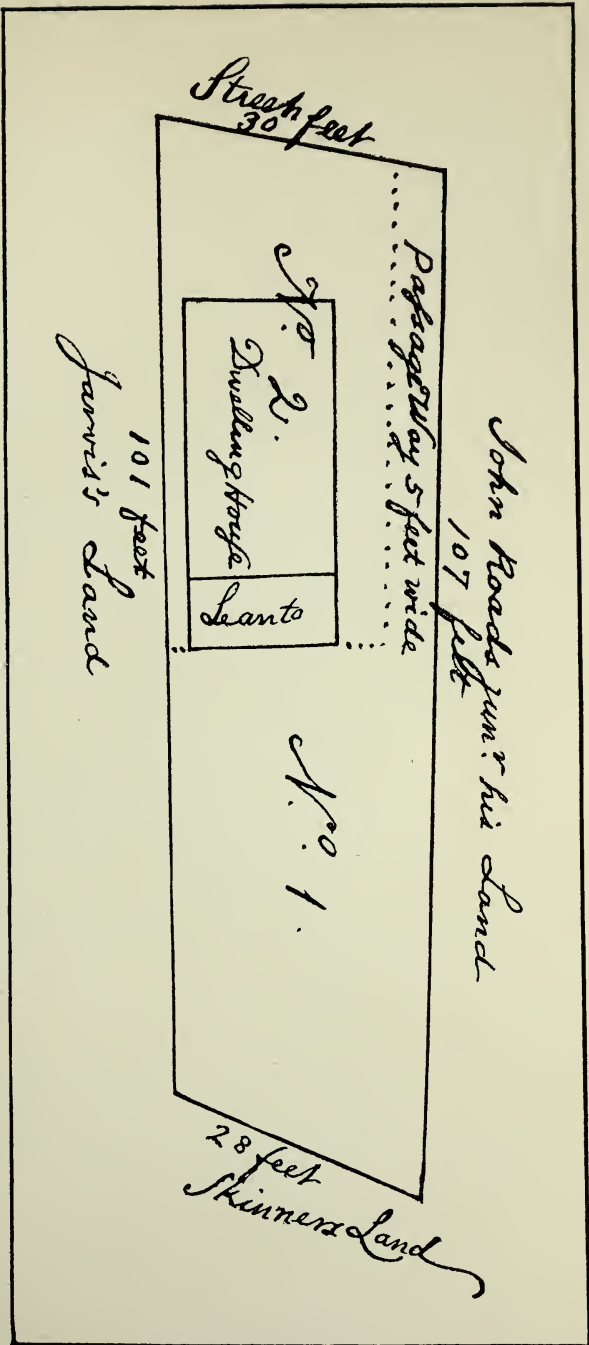 Street
30 feet
Passage Way 5 feet wide
John Roads junr. his Land
107 feet
No. 2.
Dwelling House
Leanto
101 feet
Jarvis's Land
No. 1.
28 feet
Skinners Land